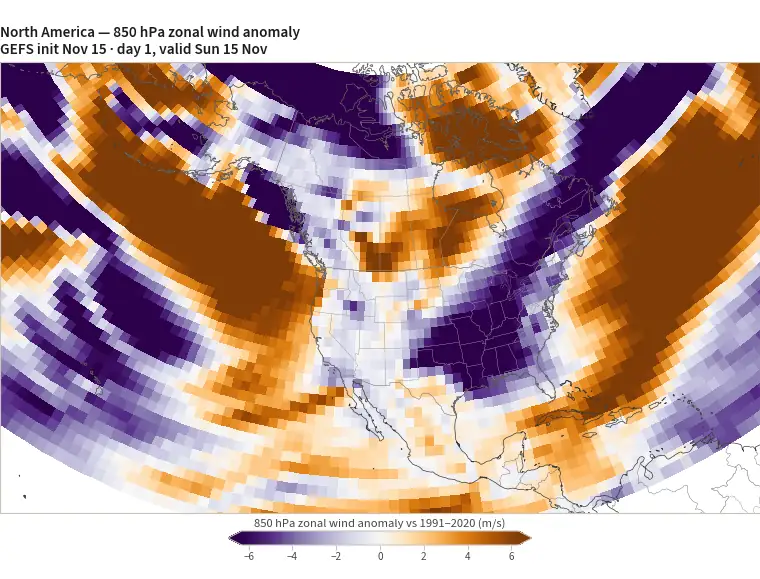 North America — 850 hPa zonal wind anomaly
GEFS init Nov 15 · day 1, valid Sun 15 Nov
850 hPa zonal wind anomaly vs 1991–2020 (m/s)
−6 −4 −2 0 2 4 6